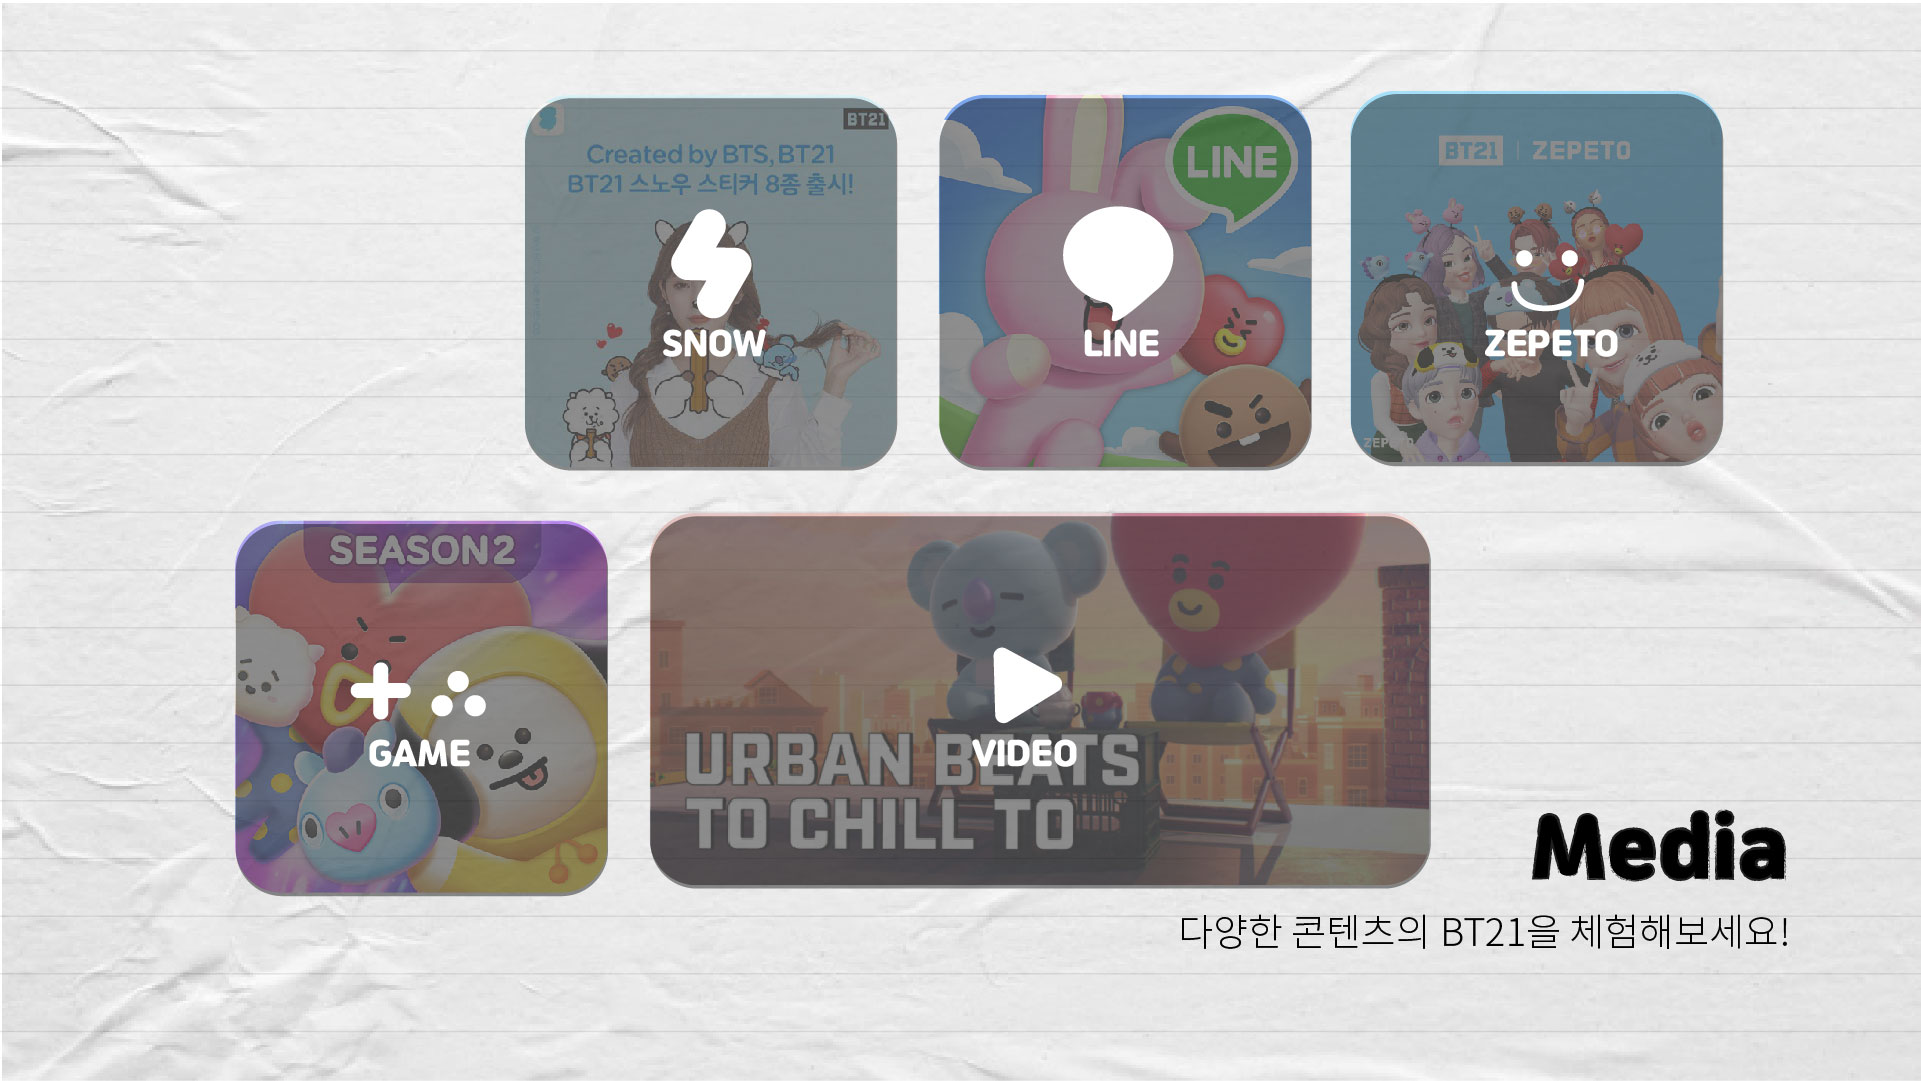 BT21
Created by BTS, BT21
BT21 스노우 스티커 8종 출시!
SNOW
LINE
LINE
BT21 | ZEPETO
ZEPETO
ZEPETO
SEASON2
GAME
VIDEO
URBAN BEATS
TO CHILL TO
Media
다양한 콘텐츠의 BT21을 체험해보세요!